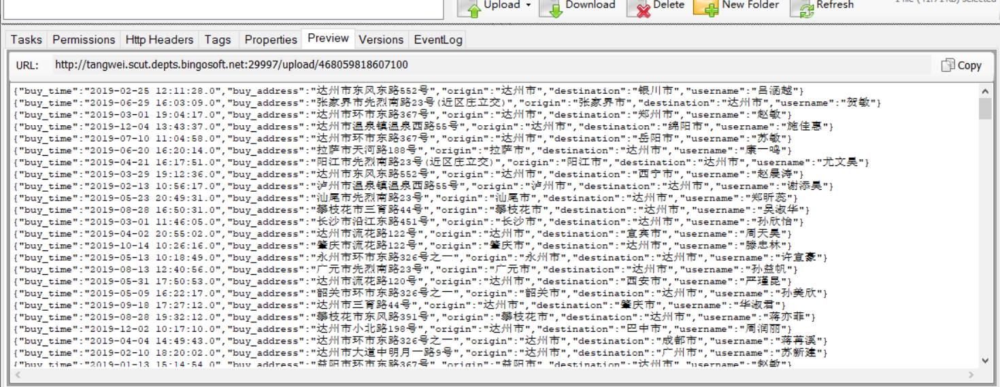 Upload Download Delete New Folder Refresh
Tasks Permissions Http Headers Tags Properties Preview Versions EventLog
URL: http://tangwei.scut.depts.bingosoft.net:29997/upload/468059818607100 Copy
{"buy_time":"2019-02-25 12:11:28.0","buy_address":"达州市东风东路552号","origin":"达州市","destination":"银川市","username":"吕涵越"}
{"buy_time":"2019-06-29 16:03:09.0","buy_address":"张家界市先烈南路23号(近区庄立交)","origin":"张家界市","destination":"达州市","username":"贺敏"}
{"buy_time":"2019-03-01 19:04:17.0","buy_address":"达州市环市东路367号","origin":"达州市","destination":"郑州市","username":"赵敏"}
{"buy_time":"2019-12-04 13:43:37.0","buy_address":"达州市温泉镇温泉西路55号","origin":"达州市","destination":"绵阳市","username":"施佳惠"}
{"buy_time":"2019-07-10 11:04:58.0","buy_address":"达州市环市东路367号","origin":"达州市","destination":"岳阳市","username":"苏敏"}
{"buy_time":"2019-06-20 16:20:14.0","buy_address":"拉萨市天河路188号","origin":"拉萨市","destination":"达州市","username":"康一鸣"}
{"buy_time":"2019-04-21 16:17:51.0","buy_address":"阳江市先烈南路23号(近区庄立交)","origin":"阳江市","destination":"达州市","username":"尤文昊"}
{"buy_time":"2019-03-29 19:12:36.0","buy_address":"达州市东风东路552号","origin":"达州市","destination":"西宁市","username":"赵晨涛"}
{"buy_time":"2019-02-13 10:56:17.0","buy_address":"泸州市温泉镇温泉西路55号","origin":"泸州市","destination":"达州市","username":"谢添昊"}
{"buy_time":"2019-05-23 20:49:31.0","buy_address":"汕尾市先烈南路23号","origin":"汕尾市","destination":"达州市","username":"郑昕蕊"}
{"buy_time":"2019-08-28 16:50:31.0","buy_address":"攀枝花市三育路44号","origin":"攀枝花市","destination":"达州市","username":"吴淑华"}
{"buy_time":"2019-03-01 11:46:05.0","buy_address":"长沙市沿江东路451号","origin":"长沙市","destination":"达州市","username":"孙欣怡"}
{"buy_time":"2019-04-02 20:55:02.0","buy_address":"达州市流花路122号","origin":"达州市","destination":"宜宾市","username":"周天昊"}
{"buy_time":"2019-10-14 10:26:16.0","buy_address":"肇庆市流花路122号","origin":"肇庆市","destination":"达州市","username":"滕忠林"}
{"buy_time":"2019-05-13 10:18:49.0","buy_address":"永州市环市东路326号之一","origin":"永州市","destination":"达州市","username":"许宜豪"}
{"buy_time":"2019-08-13 12:40:56.0","buy_address":"广元市先烈南路23号","origin":"广元市","destination":"达州市","username":"孙益帆"}
{"buy_time":"2019-05-31 17:50:53.0","buy_address":"达州市流花路120号","origin":"达州市","destination":"西安市","username":"严瑾昆"}
{"buy_time":"2019-05-09 16:22:17.0","buy_address":"韶关市环市东路326号之一","origin":"韶关市","destination":"达州市","username":"孙美欣"}
{"buy_time":"2019-09-18 17:27:12.0","buy_address":"达州市三育路44号","origin":"达州市","destination":"肇庆市","username":"华淑君"}
{"buy_time":"2019-08-28 19:32:12.0","buy_address":"攀枝花市东风路391号","origin":"攀枝花市","destination":"达州市","username":"蒋亦菲"}
{"buy_time":"2019-12-02 10:17:10.0","buy_address":"达州市小北路198号","origin":"达州市","destination":"巴中市","username":"周润丽"}
{"buy_time":"2019-04-04 14:49:43.0","buy_address":"达州市环市东路326号之一","origin":"达州市","destination":"成都市","username":"蒋苒溪"}
{"buy_time":"2019-02-10 18:20:02.0","buy_address":"达州市大道中明月一路9号","origin":"达州市","destination":"广州市","username":"苏新建"}
{"buy_time":"2019-01-13 15:14:54.0","buy_address":"益阳市环市东路367号","origin":"益阳市","destination":"达州市","username":"赵敏"}